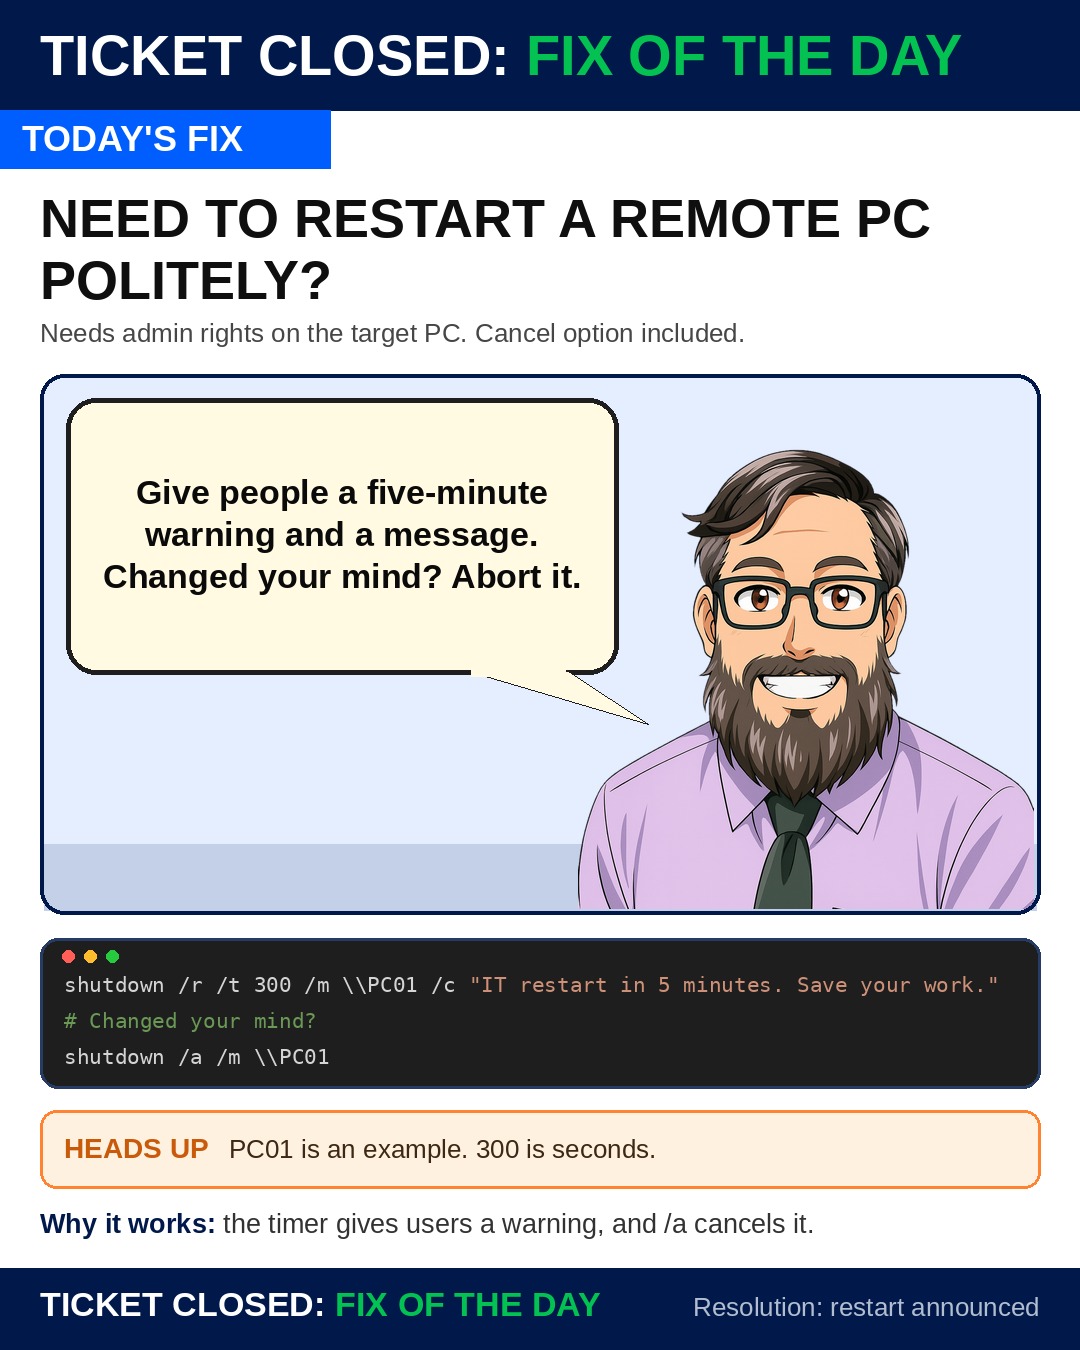 TICKET CLOSED: FIX OF THE DAY
TODAY'S FIX
NEED TO RESTART A REMOTE PC
POLITELY?
Needs admin rights on the target PC. Cancel option included.
Give people a five-minute
warning and a message.
Changed your mind? Abort it.
shutdown /r /t 300 /m \\PC01 /c "IT restart in 5 minutes. Save your work."
# Changed your mind?
shutdown /a /m \\PC01
HEADS UP PC01 is an example. 300 is seconds.
Why it works: the timer gives users a warning, and /a cancels it.
TICKET CLOSED: FIX OF THE DAY Resolution: restart announced